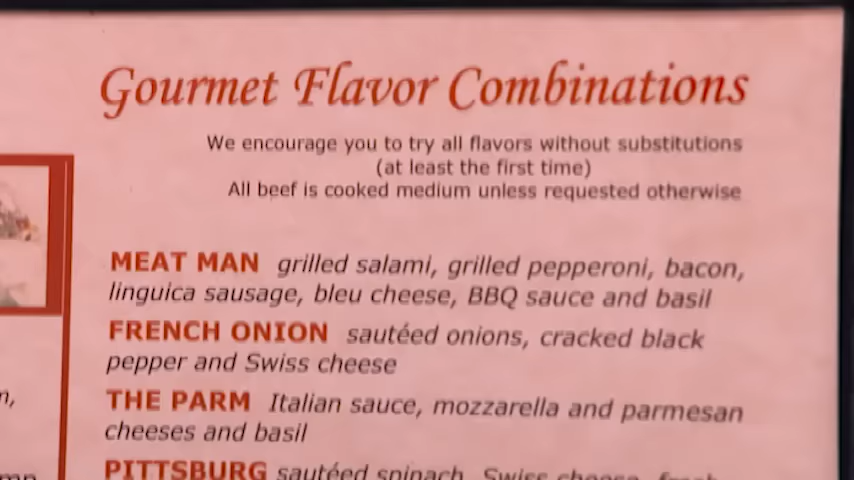 Gourmet Flavor Combinations
We encourage you to try all flavors without substitutions
(at least the first time)
All beef is cooked medium unless requested otherwise
MEAT MAN grilled salami, grilled pepperoni, bacon,
linguica sausage, bleu cheese, BBQ sauce and basil
FRENCH ONION sautéed onions, cracked black
pepper and Swiss cheese
THE PARM Italian sauce, mozzarella and parmesan
cheeses and basil
PITTSBURG sautéed spinach, Swiss cheese, fresh